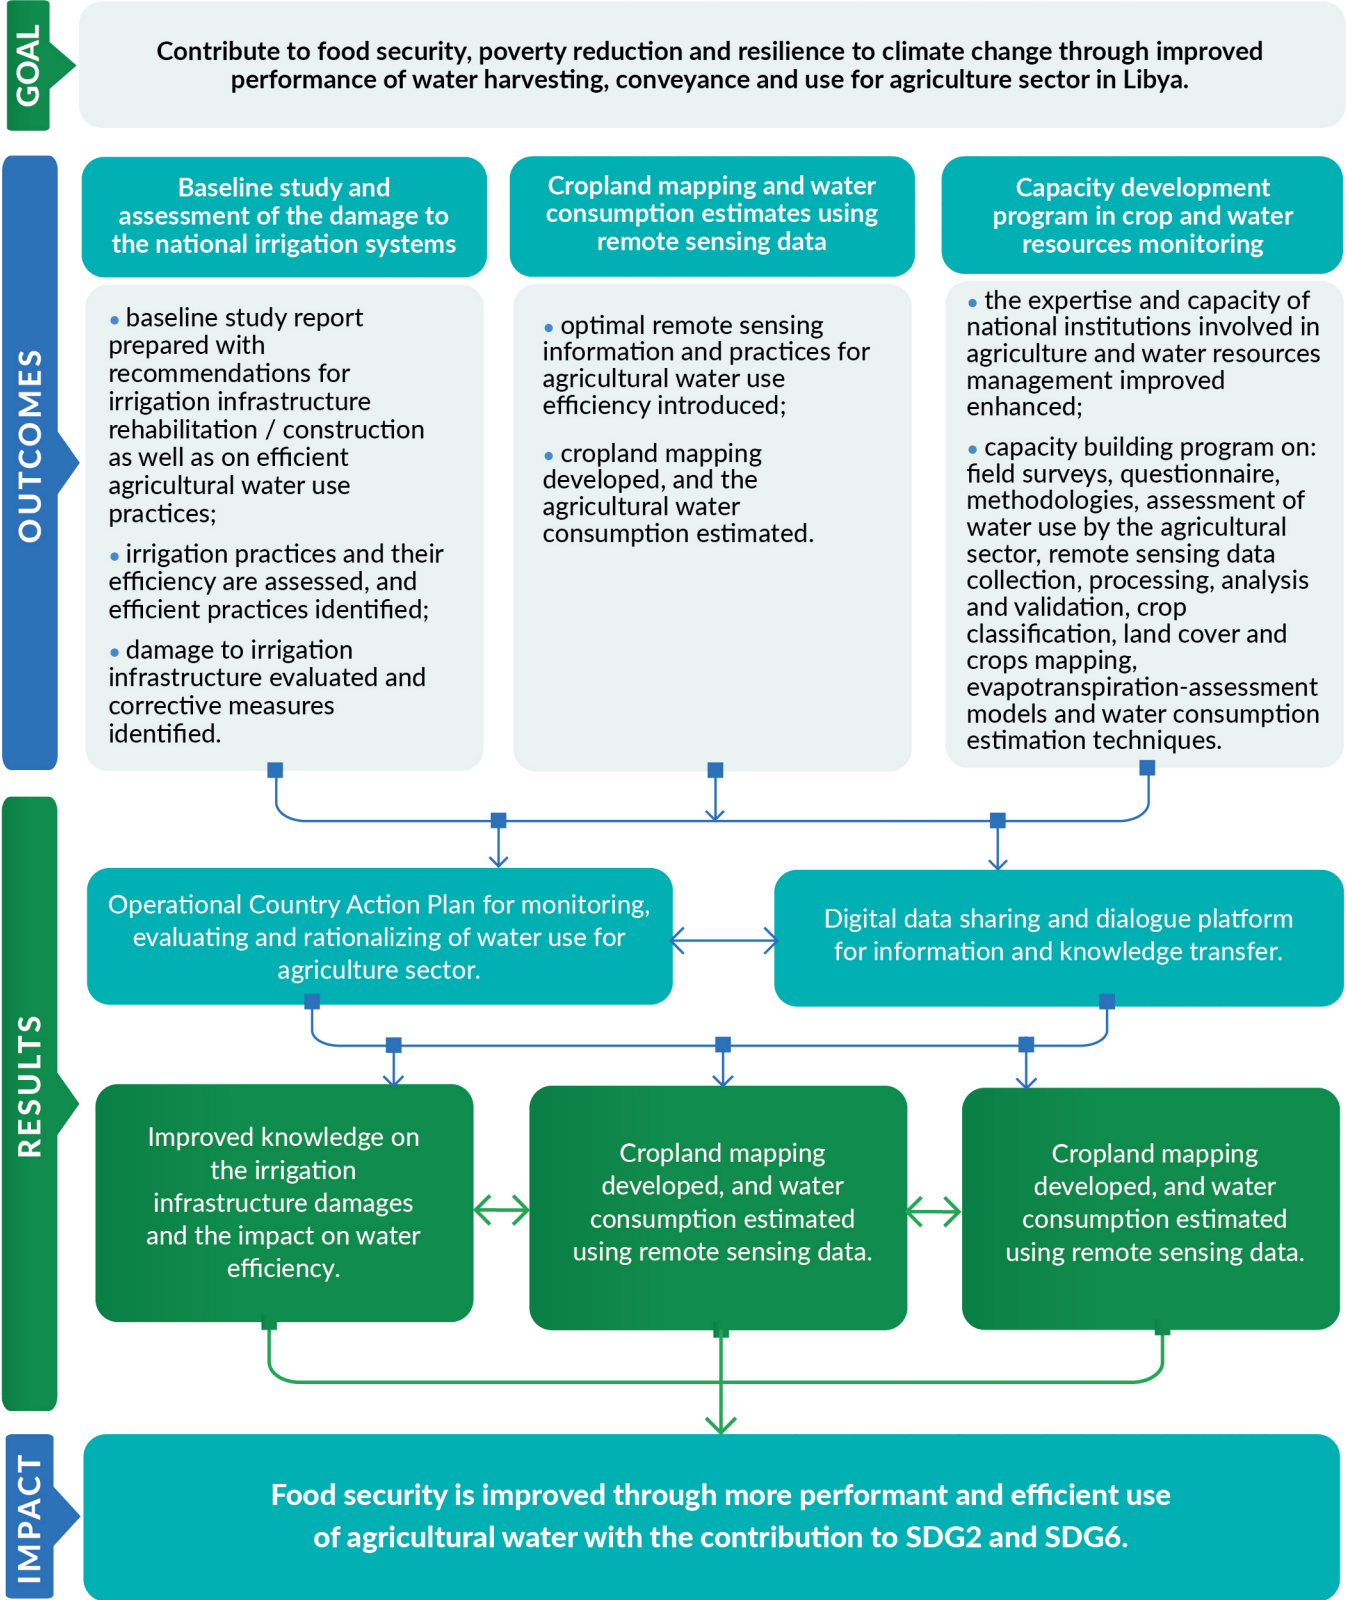 GOAL
Contribute to food security, poverty reduction and resilience to climate change through improved
performance of water harvesting, conveyance and use for agriculture sector in Libya.
OUTCOMES
Baseline study and
assessment of the damage to
the national irrigation systems
• baseline study report
prepared with
recommendations for
irrigation infrastructure
rehabilitation / construction
as well as on efficient
agricultural water use
practices;
• irrigation practices and their
efficiency are assessed, and
efficient practices identified;
• damage to irrigation
infrastructure evaluated and
corrective measures
identified.
Cropland mapping and water
consumption estimates using
remote sensing data
• optimal remote sensing
information and practices for
agricultural water use
efficiency introduced;
• cropland mapping
developed, and the
agricultural water
consumption estimated.
Capacity development
program in crop and water
resources monitoring
• the expertise and capacity of
national institutions involved in
agriculture and water resources
management improved
enhanced;
• capacity building program on:
field surveys, questionnaire,
methodologies, assessment of
water use by the agricultural
sector, remote sensing data
collection, processing, analysis
and validation, crop
classification, land cover and
crops mapping,
evapotranspiration-assessment
models and water consumption
estimation techniques.
RESULTS
Operational Country Action Plan for monitoring,
evaluating and rationalizing of water use for
agriculture sector.
Digital data sharing and dialogue platform
for information and knowledge transfer.
Improved knowledge on
the irrigation
infrastructure damages
and the impact on water
efficiency.
Cropland mapping
developed, and water
consumption estimated
using remote sensing data.
Cropland mapping
developed, and water
consumption estimated
using remote sensing data.
IMPACT
Food security is improved through more performant and efficient use
of agricultural water with the contribution to SDG2 and SDG6.